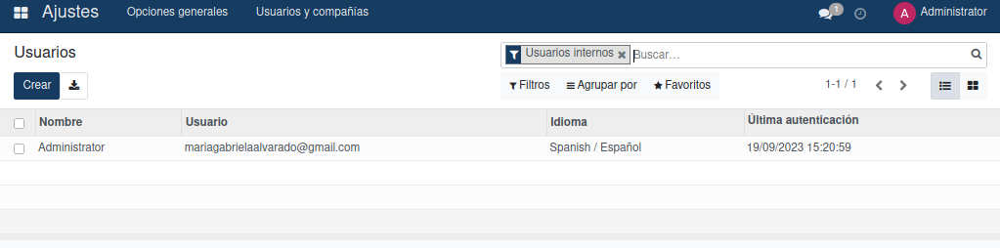 Ajustes Opciones generales Usuarios y compañías 1 A Administrator
Usuarios Usuarios internos Buscar...
Crear Filtros Agrupar por Favoritos 1-1 / 1
Nombre Usuario Idioma Última autenticación
Administrator mariagabrielaalvarado@gmail.com Spanish / Español 19/09/2023 15:20:59